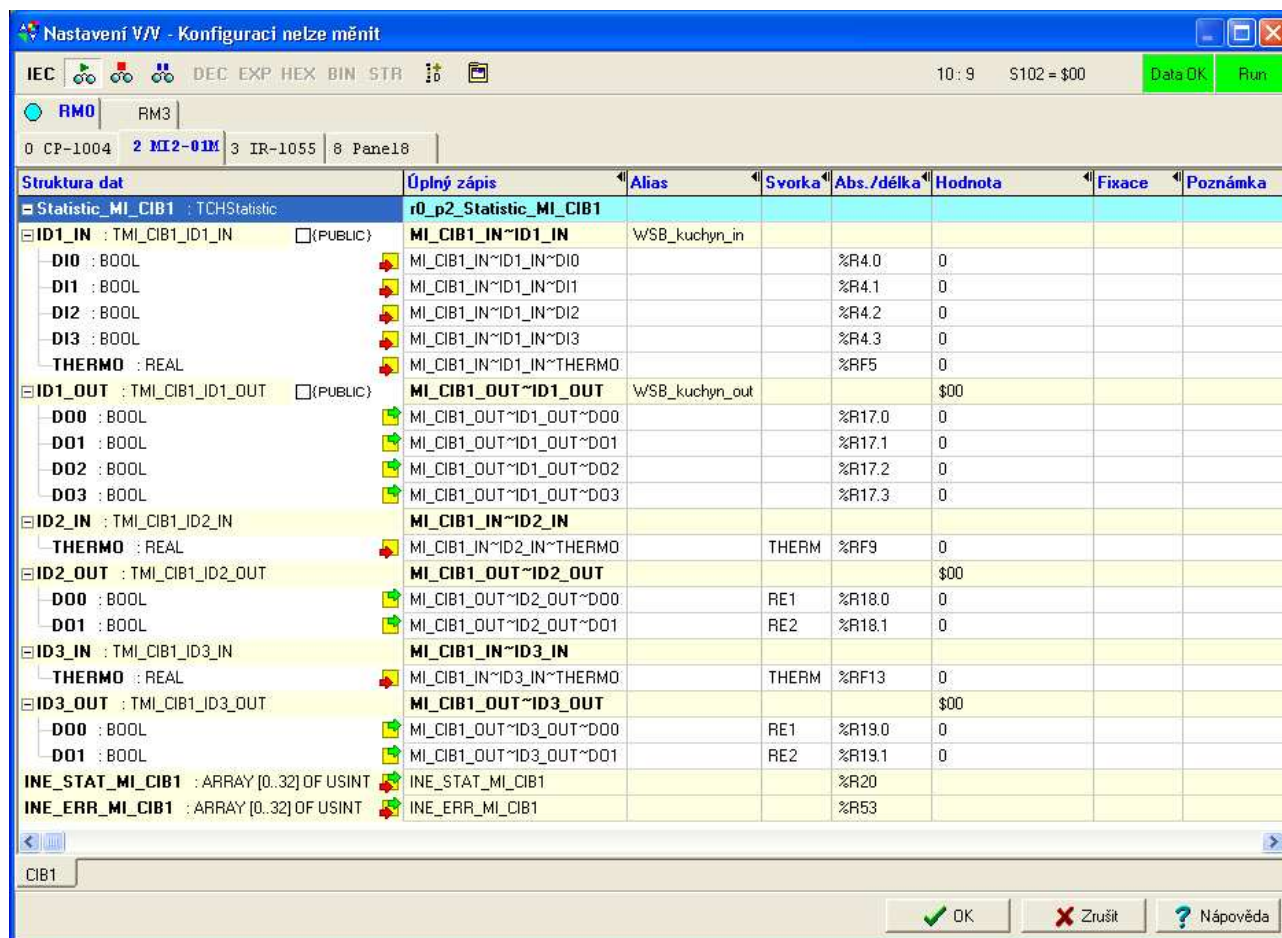 Nastavení V/V - Konfiguraci nelze měnit
IEC DEC EXP HEX BIN STR 10 : 9 S102 = $00 Data OK Run
RM0 RM3
0 CP-1004 2 MI2-01M 3 IR-1055 8 Panel8
Struktura dat Úplný zápis Alias Svorka Abs./délka Hodnota Fixace Poznámka
Statistic_MI_CIB1 : TCHStatistic r0_p2_Statistic_MI_CIB1
ID1_IN : TMI_CIB1_ID1_IN {PUBLIC} MI_CIB1_IN~ID1_IN WSB_kuchyn_in
DI0 : BOOL MI_CIB1_IN~ID1_IN~DI0 %R4.0 0
DI1 : BOOL MI_CIB1_IN~ID1_IN~DI1 %R4.1 0
DI2 : BOOL MI_CIB1_IN~ID1_IN~DI2 %R4.2 0
DI3 : BOOL MI_CIB1_IN~ID1_IN~DI3 %R4.3 0
THERMO : REAL MI_CIB1_IN~ID1_IN~THERMO %RF5 0
ID1_OUT : TMI_CIB1_ID1_OUT {PUBLIC} MI_CIB1_OUT~ID1_OUT WSB_kuchyn_out $00
DO0 : BOOL MI_CIB1_OUT~ID1_OUT~DO0 %R17.0 0
DO1 : BOOL MI_CIB1_OUT~ID1_OUT~DO1 %R17.1 0
DO2 : BOOL MI_CIB1_OUT~ID1_OUT~DO2 %R17.2 0
DO3 : BOOL MI_CIB1_OUT~ID1_OUT~DO3 %R17.3 0
ID2_IN : TMI_CIB1_ID2_IN MI_CIB1_IN~ID2_IN
THERMO : REAL MI_CIB1_IN~ID2_IN~THERMO THERM %RF9 0
ID2_OUT : TMI_CIB1_ID2_OUT MI_CIB1_OUT~ID2_OUT $00
DO0 : BOOL MI_CIB1_OUT~ID2_OUT~DO0 RE1 %R18.0 0
DO1 : BOOL MI_CIB1_OUT~ID2_OUT~DO1 RE2 %R18.1 0
ID3_IN : TMI_CIB1_ID3_IN MI_CIB1_IN~ID3_IN
THERMO : REAL MI_CIB1_IN~ID3_IN~THERMO THERM %RF13 0
ID3_OUT : TMI_CIB1_ID3_OUT MI_CIB1_OUT~ID3_OUT $00
DO0 : BOOL MI_CIB1_OUT~ID3_OUT~DO0 RE1 %R19.0 0
DO1 : BOOL MI_CIB1_OUT~ID3_OUT~DO1 RE2 %R19.1 0
INE_STAT_MI_CIB1 : ARRAY [0..32] OF USINT INE_STAT_MI_CIB1 %R20
INE_ERR_MI_CIB1 : ARRAY [0..32] OF USINT INE_ERR_MI_CIB1 %R53
CIB1
OK Zrušit Nápověda